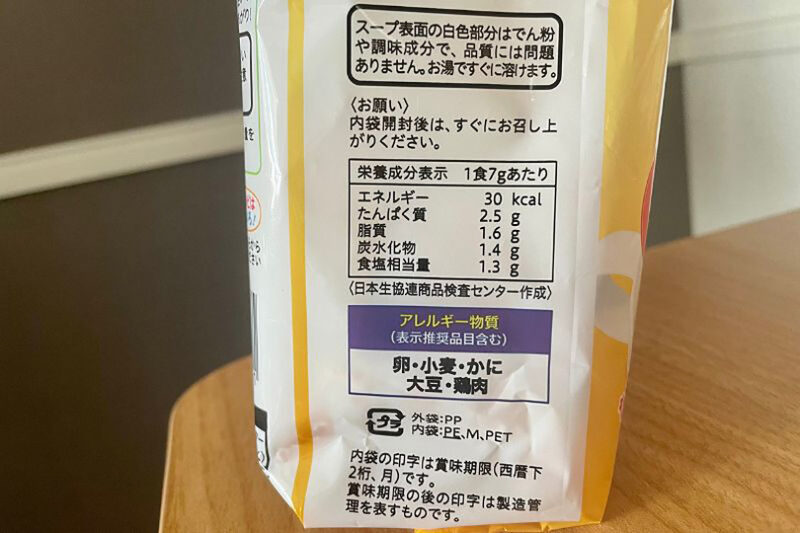 スープ表面の白色部分はでん粉
や調味成分で、品質には問題
ありません。お湯ですぐに溶けます。
〈お願い〉
内袋開封後は、すぐにお召し上
がりください。
栄養成分表示 1食7gあたり
エネルギー 30 kcal
たんぱく質 2.5 g
脂質 1.6 g
炭水化物 1.4 g
食塩相当量 1.3 g
〈日本生協連商品検査センター作成〉
アレルギー物質
(表示推奨品目含む)
卵・小麦・かに
大豆・鶏肉
プラ
外袋:PP
内袋:PE、M、PET
内袋の印字は賞味期限(西暦下
2桁、月)です。
賞味期限の後の印字は製造管
理を表すものです。